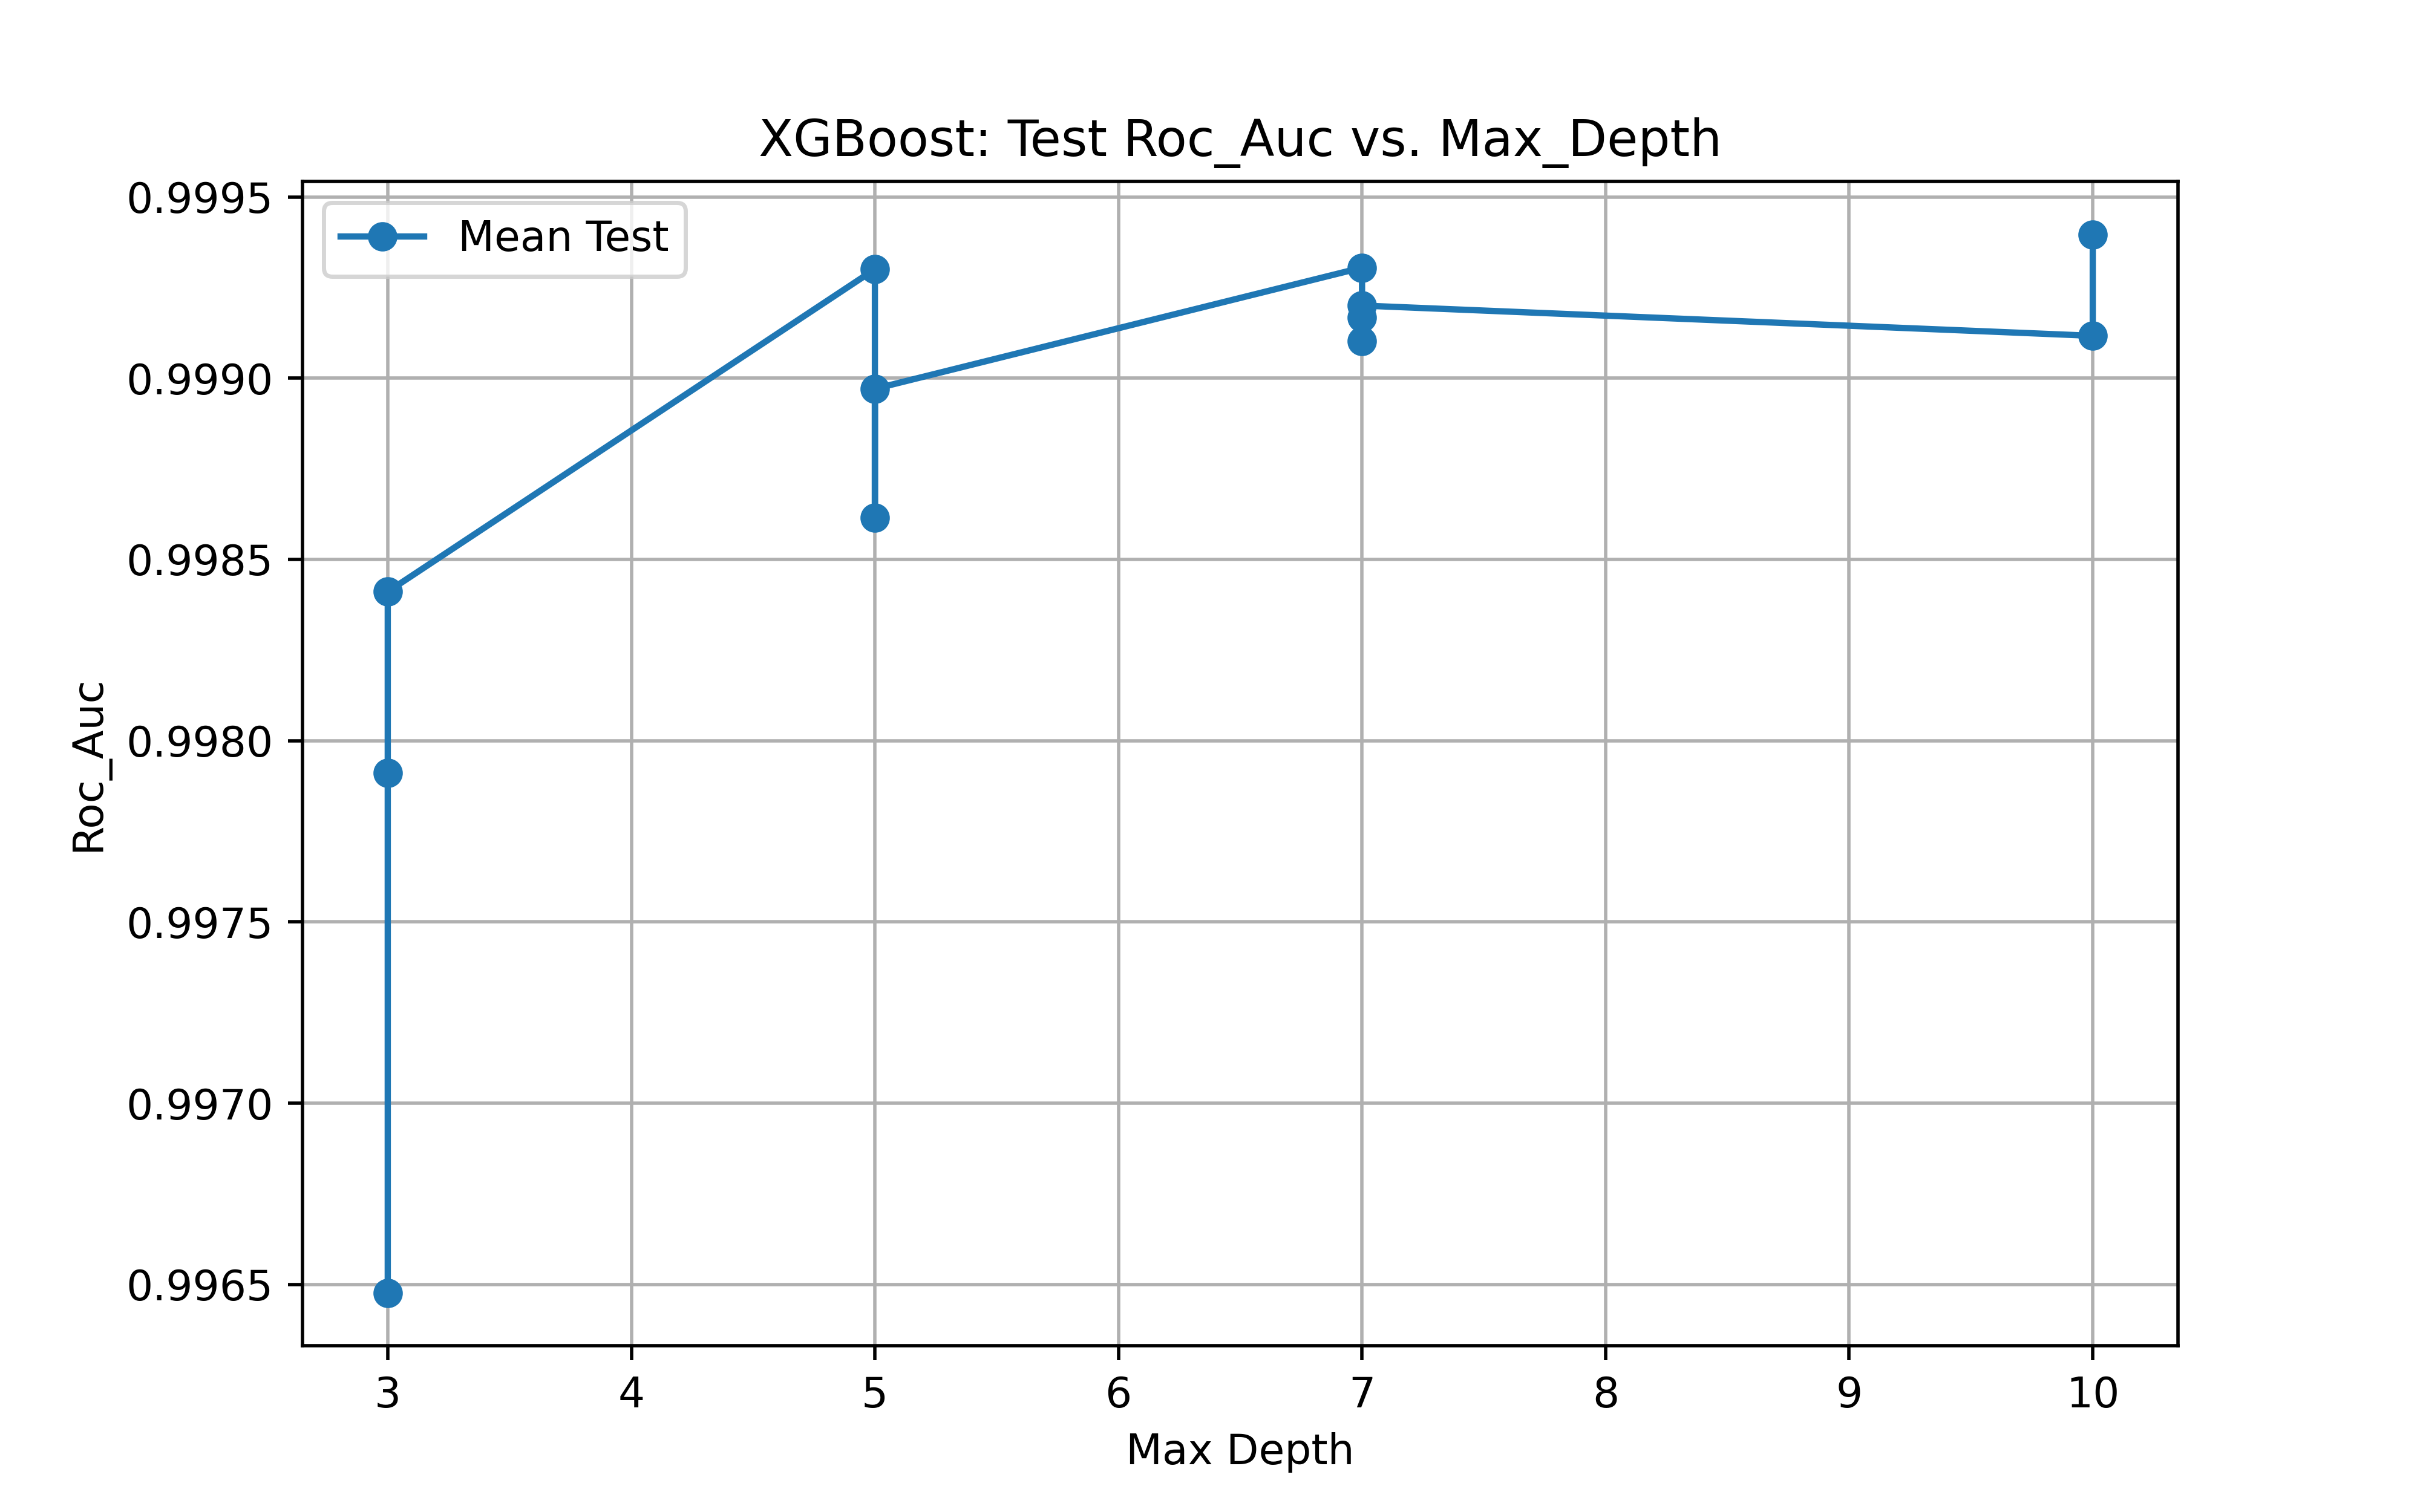 XGBoost: Test Roc_Auc vs. Max_Depth
Mean Test
0.9995
0.9990
0.9985
0.9980
0.9975
0.9970
0.9965
Roc_Auc
3 4 5 6 7 8 9 10
Max Depth